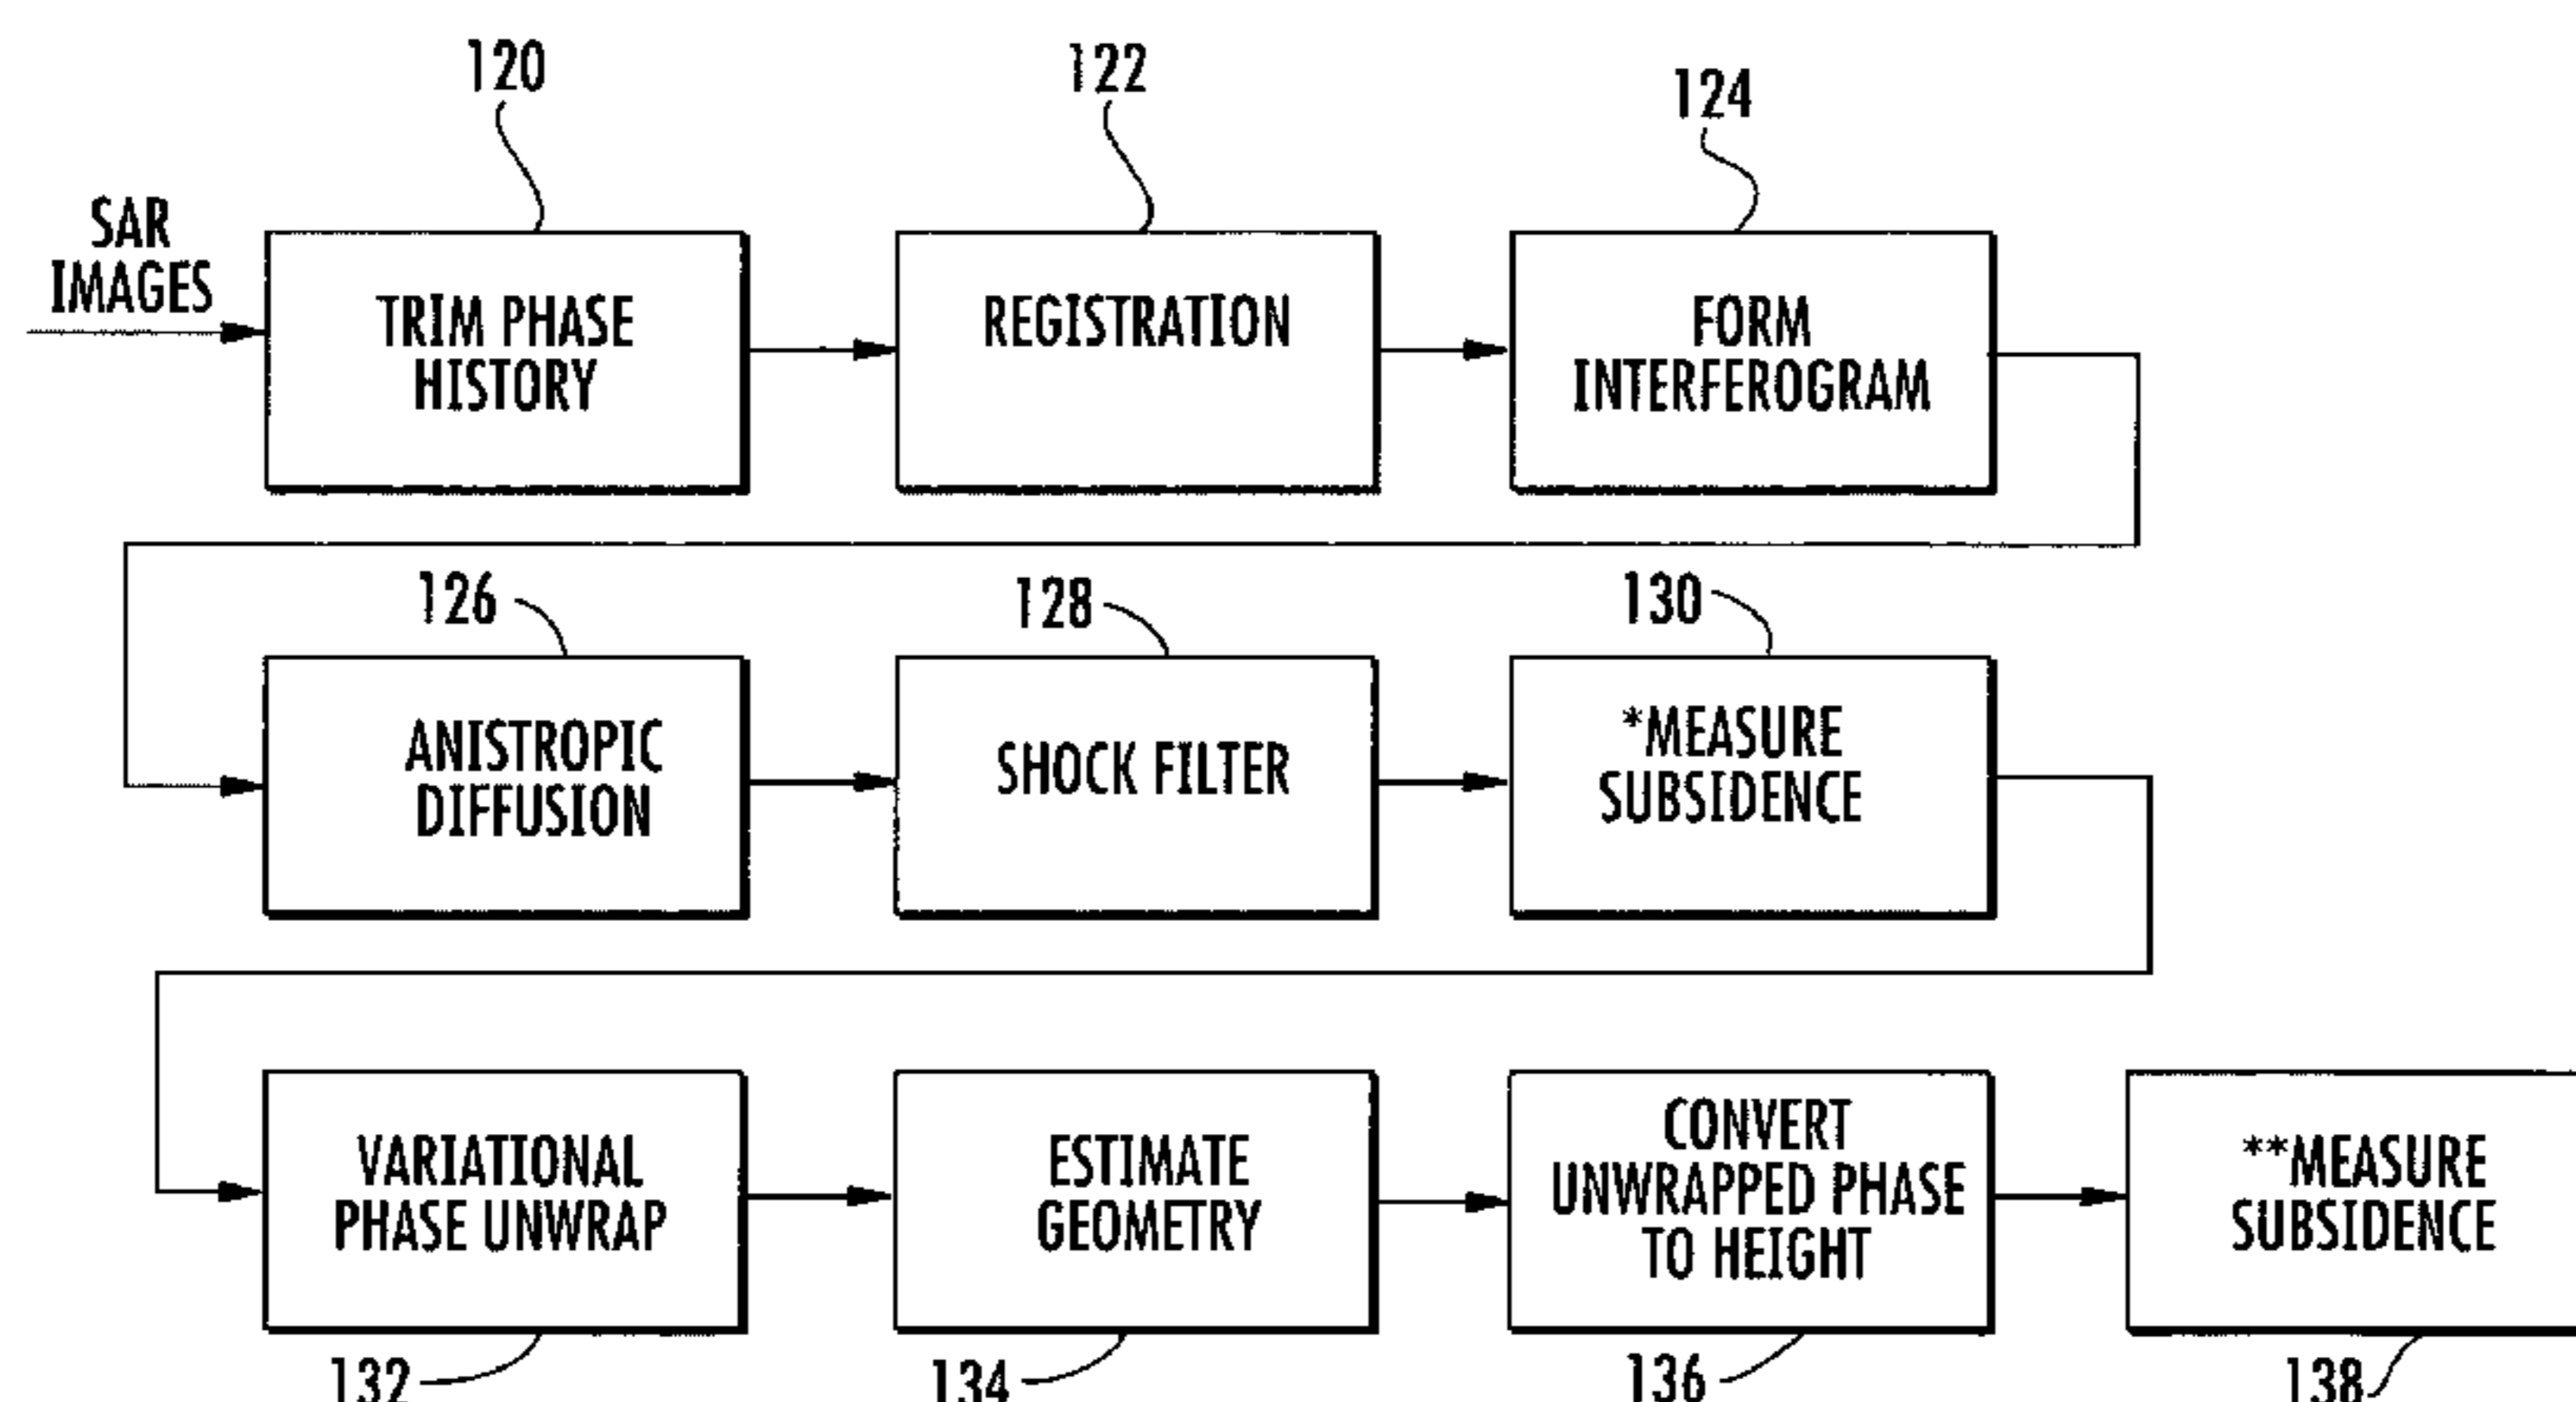 120
122
124
SAR
IMAGES
TRIM PHASE
HISTORY
REGISTRATION
FORM
INTERFEROGRAM
126
128
130
ANISTROPIC
DIFFUSION
SHOCK FILTER
*MEASURE
SUBSIDENCE
VARIATIONAL
PHASE UNWRAP
ESTIMATE
GEOMETRY
CONVERT
UNWRAPPED PHASE
TO HEIGHT
**MEASURE
SUBSIDENCE
132
134
136
138